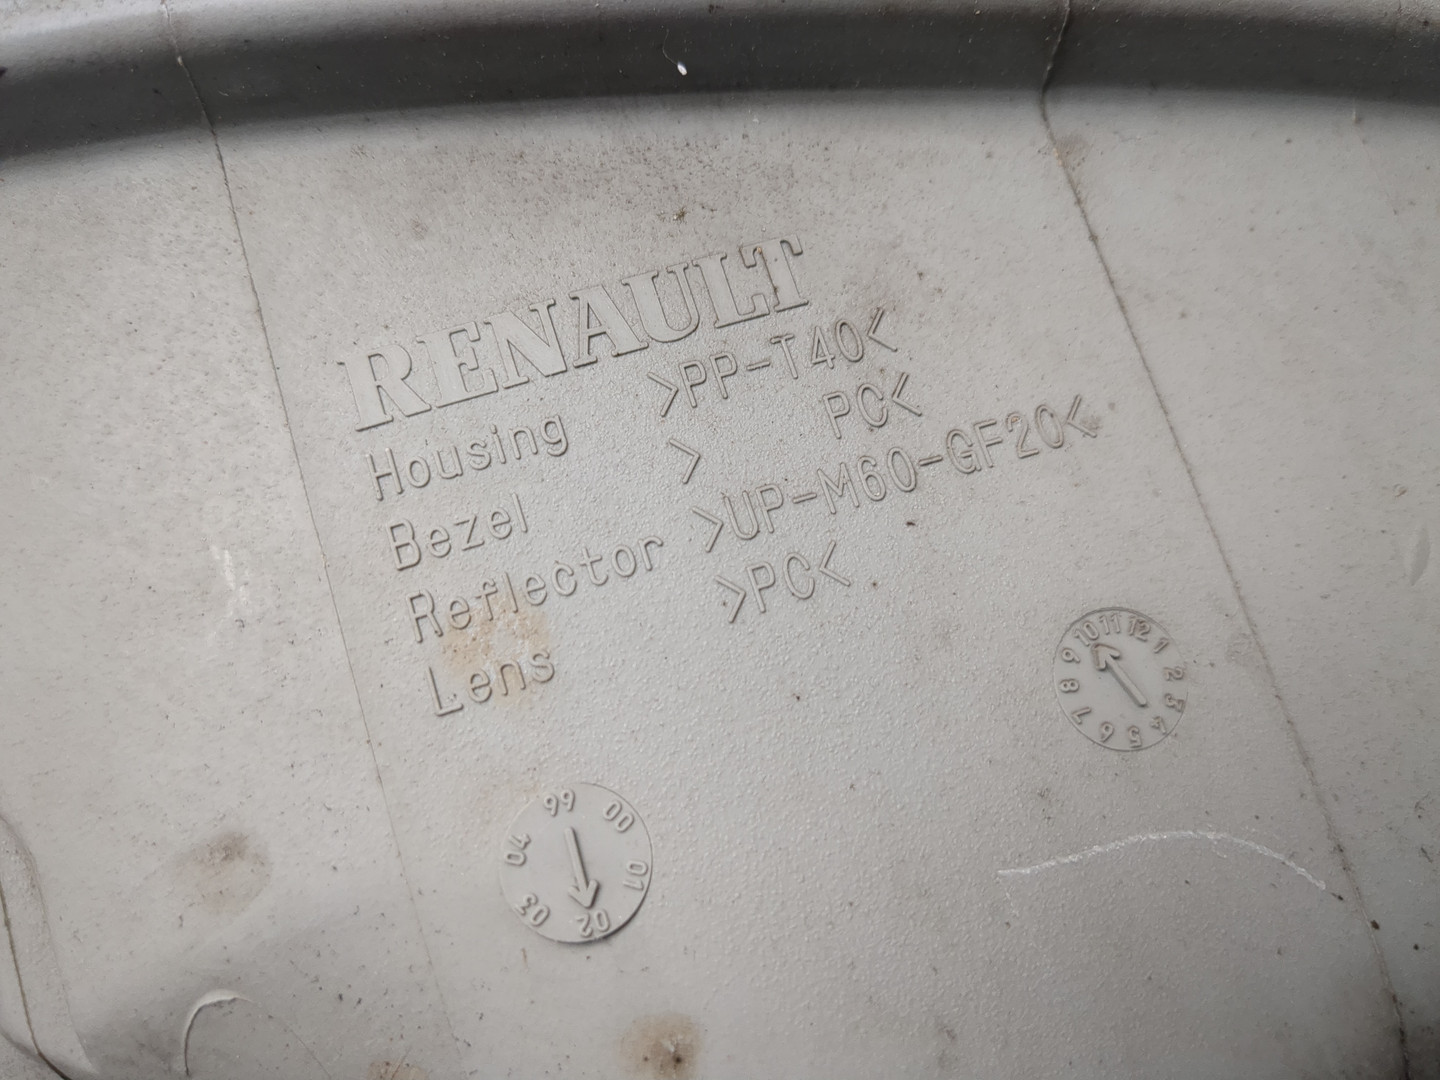 RENAULT
Housing >PP-T40<
Bezel > PC<
Reflector >UP-M60-GF20<
Lens >PC<
10 11 12 1 2 3 4 5 6 7 8 9
99 00 01 02 03 04